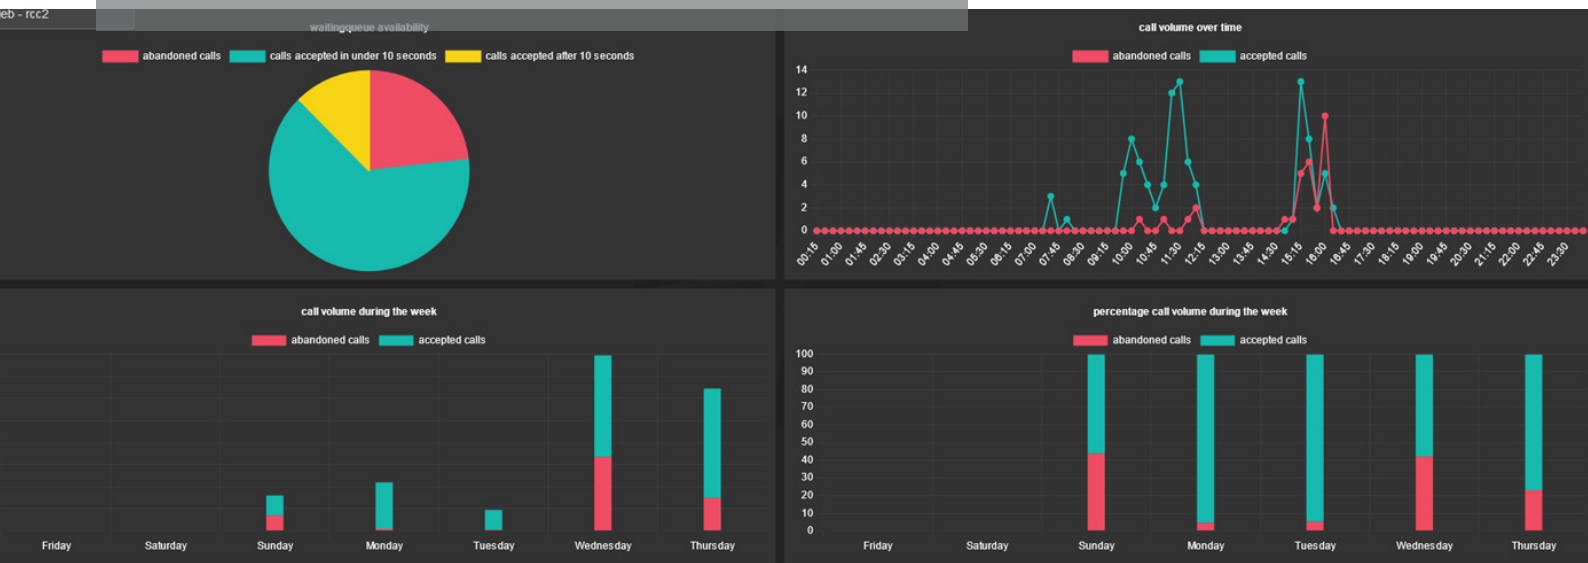 eb - rcc2
waitingqueue availability
abandoned calls calls accepted in under 10 seconds calls accepted after 10 seconds
call volume over time
abandoned calls accepted calls
14
12
10
8
6
4
2
0
00:15 01:00 01:45 02:30 03:15 04:00 04:45 05:30 06:15 07:00 07:45 08:30 09:15 10:00 10:45 11:30 12:15 13:00 13:45 14:30 15:15 16:00 16:45 17:30 18:15 19:00 19:45 20:30 21:15 22:00 22:45 23:30
call volume during the week
abandoned calls accepted calls
Friday Saturday Sunday Monday Tuesday Wednesday Thursday
percentage call volume during the week
abandoned calls accepted calls
100
90
80
70
60
50
40
30
20
10
0
Friday Saturday Sunday Monday Tuesday Wednesday Thursday